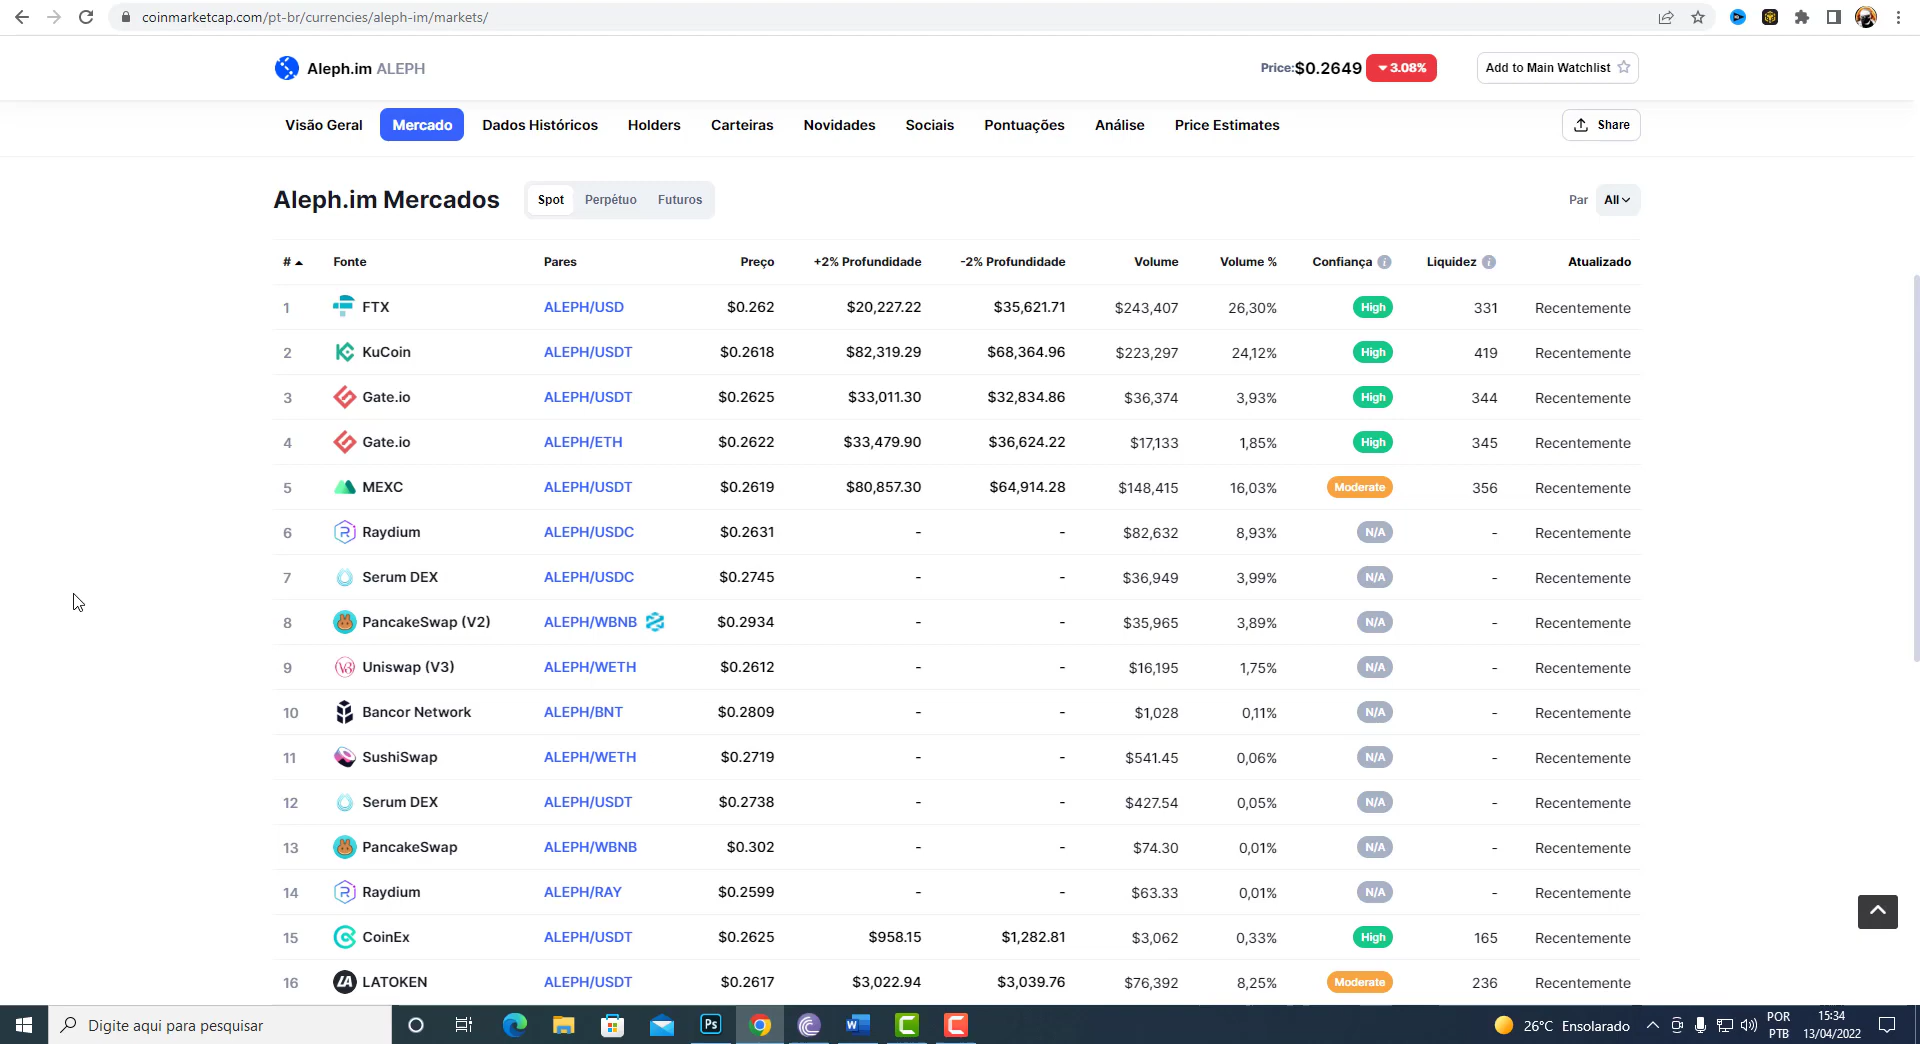 coinmarketcap.com/pt-br/currencies/aleph-im/markets/
Aleph.im ALEPH Price:$0.2649 3.08% Add to Main Watchlist
Visão Geral Mercado Dados Históricos Holders Carteiras Novidades Sociais Pontuações Análise Price Estimates Share
Aleph.im Mercados Spot Perpétuo Futuros Par All
# Fonte Pares Preço +2% Profundidade -2% Profundidade Volume Volume % Confiança Liquidez Atualizado
1 FTX ALEPH/USD $0.262 $20,227.22 $35,621.71 $243,407 26,30% High 331 Recentemente
2 KuCoin ALEPH/USDT $0.2618 $82,319.29 $68,364.96 $223,297 24,12% High 419 Recentemente
3 Gate.io ALEPH/USDT $0.2625 $33,011.30 $32,834.86 $36,374 3,93% High 344 Recentemente
4 Gate.io ALEPH/ETH $0.2622 $33,479.90 $36,624.22 $17,133 1,85% High 345 Recentemente
5 MEXC ALEPH/USDT $0.2619 $80,857.30 $64,914.28 $148,415 16,03% Moderate 356 Recentemente
6 Raydium ALEPH/USDC $0.2631 - - $82,632 8,93% N/A - Recentemente
7 Serum DEX ALEPH/USDC $0.2745 - - $36,949 3,99% N/A - Recentemente
8 PancakeSwap (V2) ALEPH/WBNB $0.2934 - - $35,965 3,89% N/A - Recentemente
9 Uniswap (V3) ALEPH/WETH $0.2612 - - $16,195 1,75% N/A - Recentemente
10 Bancor Network ALEPH/BNT $0.2809 - - $1,028 0,11% N/A - Recentemente
11 SushiSwap ALEPH/WETH $0.2719 - - $541.45 0,06% N/A - Recentemente
12 Serum DEX ALEPH/USDT $0.2738 - - $427.54 0,05% N/A - Recentemente
13 PancakeSwap ALEPH/WBNB $0.302 - - $74.30 0,01% N/A - Recentemente
14 Raydium ALEPH/RAY $0.2599 - - $63.33 0,01% N/A - Recentemente
15 CoinEx ALEPH/USDT $0.2625 $958.15 $1,282.81 $3,062 0,33% High 165 Recentemente
16 LATOKEN ALEPH/USDT $0.2617 $3,022.94 $3,039.76 $76,392 8,25% Moderate 236 Recentemente
Digite aqui para pesquisar Ps 26°C Ensolarado POR 15:34
PTB 13/04/2022